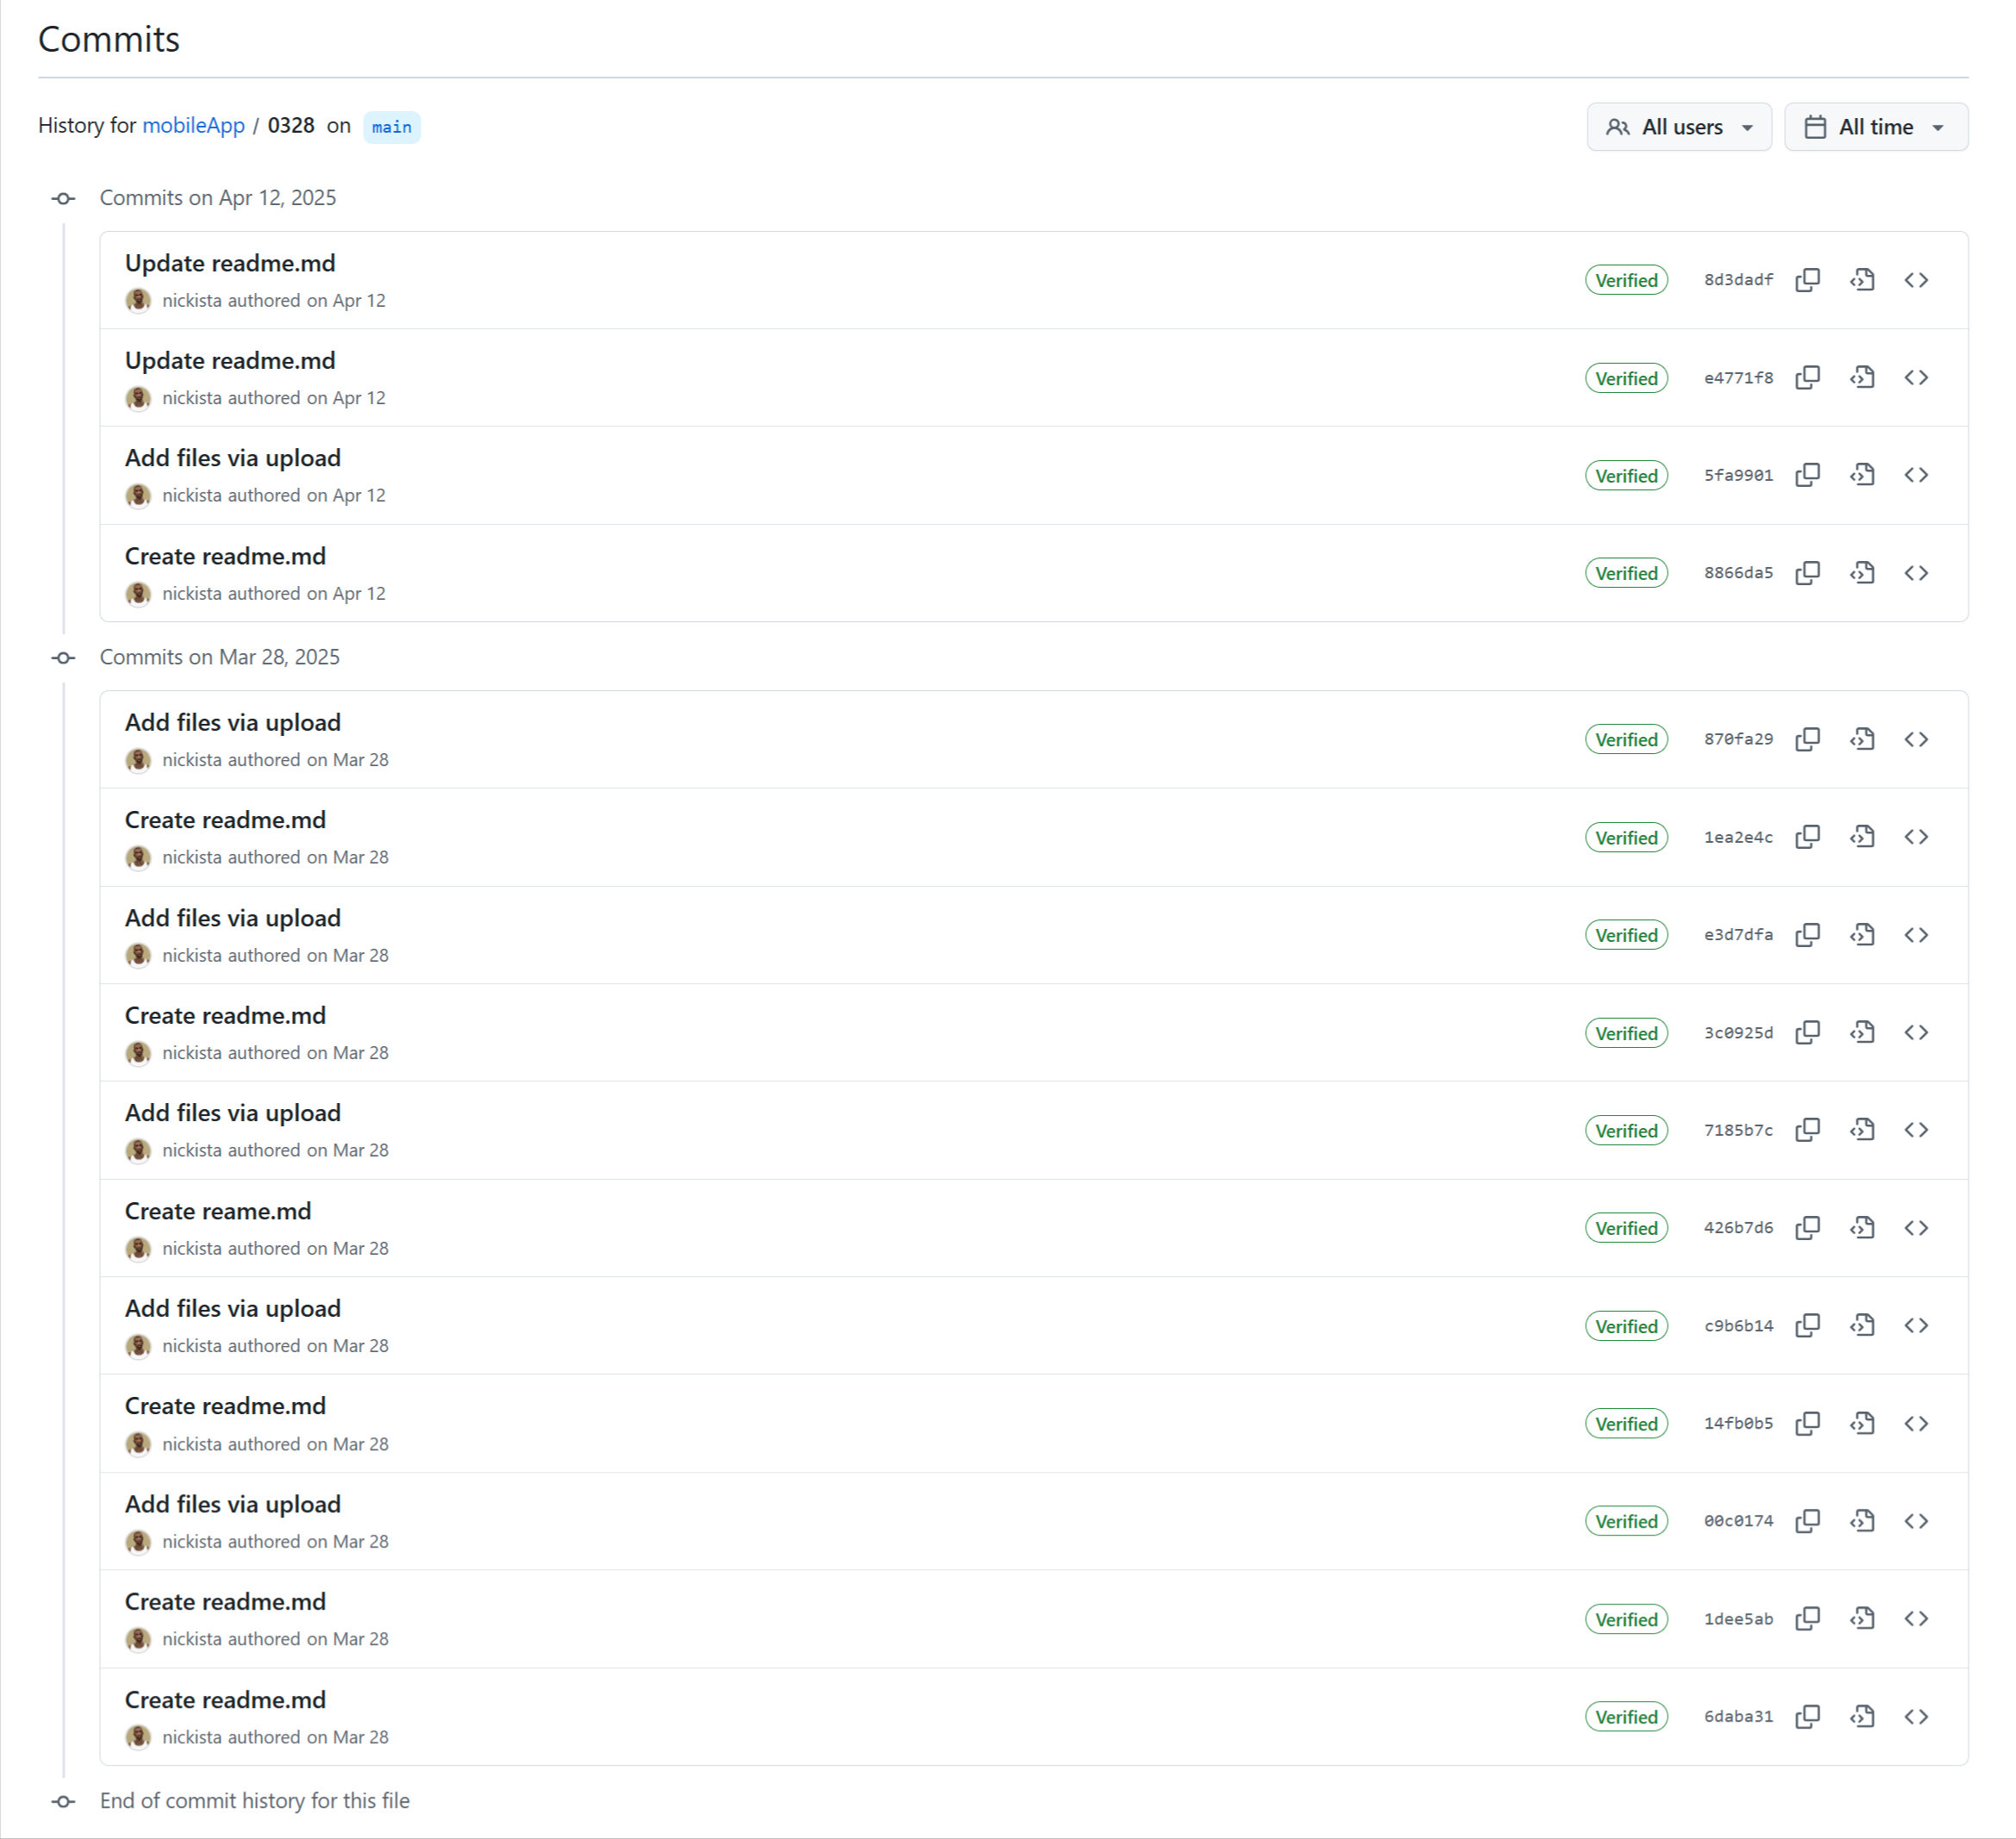 Commits
History for mobileApp / 0328 on main
All users
All time
Commits on Apr 12, 2025
Update readme.md
nickista authored on Apr 12
Verified
8d3dadf
Update readme.md
nickista authored on Apr 12
Verified
e4771f8
Add files via upload
nickista authored on Apr 12
Verified
5fa9901
Create readme.md
nickista authored on Apr 12
Verified
8866da5
Commits on Mar 28, 2025
Add files via upload
nickista authored on Mar 28
Verified
870fa29
Create readme.md
nickista authored on Mar 28
Verified
1ea2e4c
Add files via upload
nickista authored on Mar 28
Verified
e3d7dfa
Create readme.md
nickista authored on Mar 28
Verified
3c0925d
Add files via upload
nickista authored on Mar 28
Verified
7185b7c
Create reame.md
nickista authored on Mar 28
Verified
426b7d6
Add files via upload
nickista authored on Mar 28
Verified
c9b6b14
Create readme.md
nickista authored on Mar 28
Verified
14fb0b5
Add files via upload
nickista authored on Mar 28
Verified
00c0174
Create readme.md
nickista authored on Mar 28
Verified
1dee5ab
Create readme.md
nickista authored on Mar 28
Verified
6daba31
End of commit history for this file